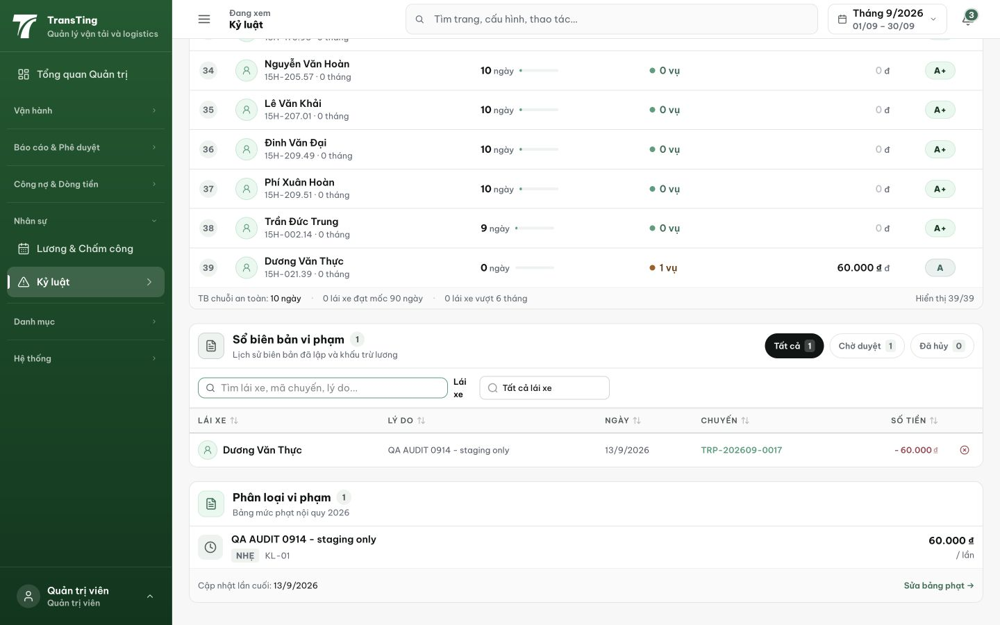 TransTing
Quản lý vận tải và logistics
Đang xem
Kỷ luật
Tìm trang, cấu hình, thao tác...
Tháng 9/2026
01/09 – 30/09
3
Tổng quan Quản trị
Vận hành
Báo cáo & Phê duyệt
Công nợ & Dòng tiền
Nhân sự
Lương & Chấm công
Kỷ luật
Danh mục
Hệ thống
Quản trị viên
Quản trị viên
34 Nguyễn Văn Hoàn 10 ngày 0 vụ 0 đ A+
15H-205.57 · 0 tháng
35 Lê Văn Khải 10 ngày 0 vụ 0 đ A+
15H-207.01 · 0 tháng
36 Đinh Văn Đại 10 ngày 0 vụ 0 đ A+
15H-209.49 · 0 tháng
37 Phí Xuân Hoàn 10 ngày 0 vụ 0 đ A+
15H-209.51 · 0 tháng
38 Trần Đức Trung 9 ngày 0 vụ 0 đ A+
15H-002.14 · 0 tháng
39 Dương Văn Thực 0 ngày 1 vụ 60.000 ₫ đ A
15H-021.39 · 0 tháng
TB chuỗi an toàn: 10 ngày · 0 lái xe đạt mốc 90 ngày · 0 lái xe vượt 6 tháng Hiển thị 39/39
Sổ biên bản vi phạm 1
Lịch sử biên bản đã lập và khấu trừ lương
Tất cả 1 Chờ duyệt 1 Đã hủy 0
Tìm lái xe, mã chuyến, lý do...
Lái
xe
Tất cả lái xe
LÁI XE LÝ DO NGÀY CHUYẾN SỐ TIỀN
Dương Văn Thực QA AUDIT 0914 - staging only 13/9/2026 TRP-202609-0017 - 60.000 ₫
Phân loại vi phạm 1
Bảng mức phạt nội quy 2026
QA AUDIT 0914 - staging only 60.000 ₫
NHẸ KL-01 / lần
Cập nhật lần cuối: 13/9/2026 Sửa bảng phạt →